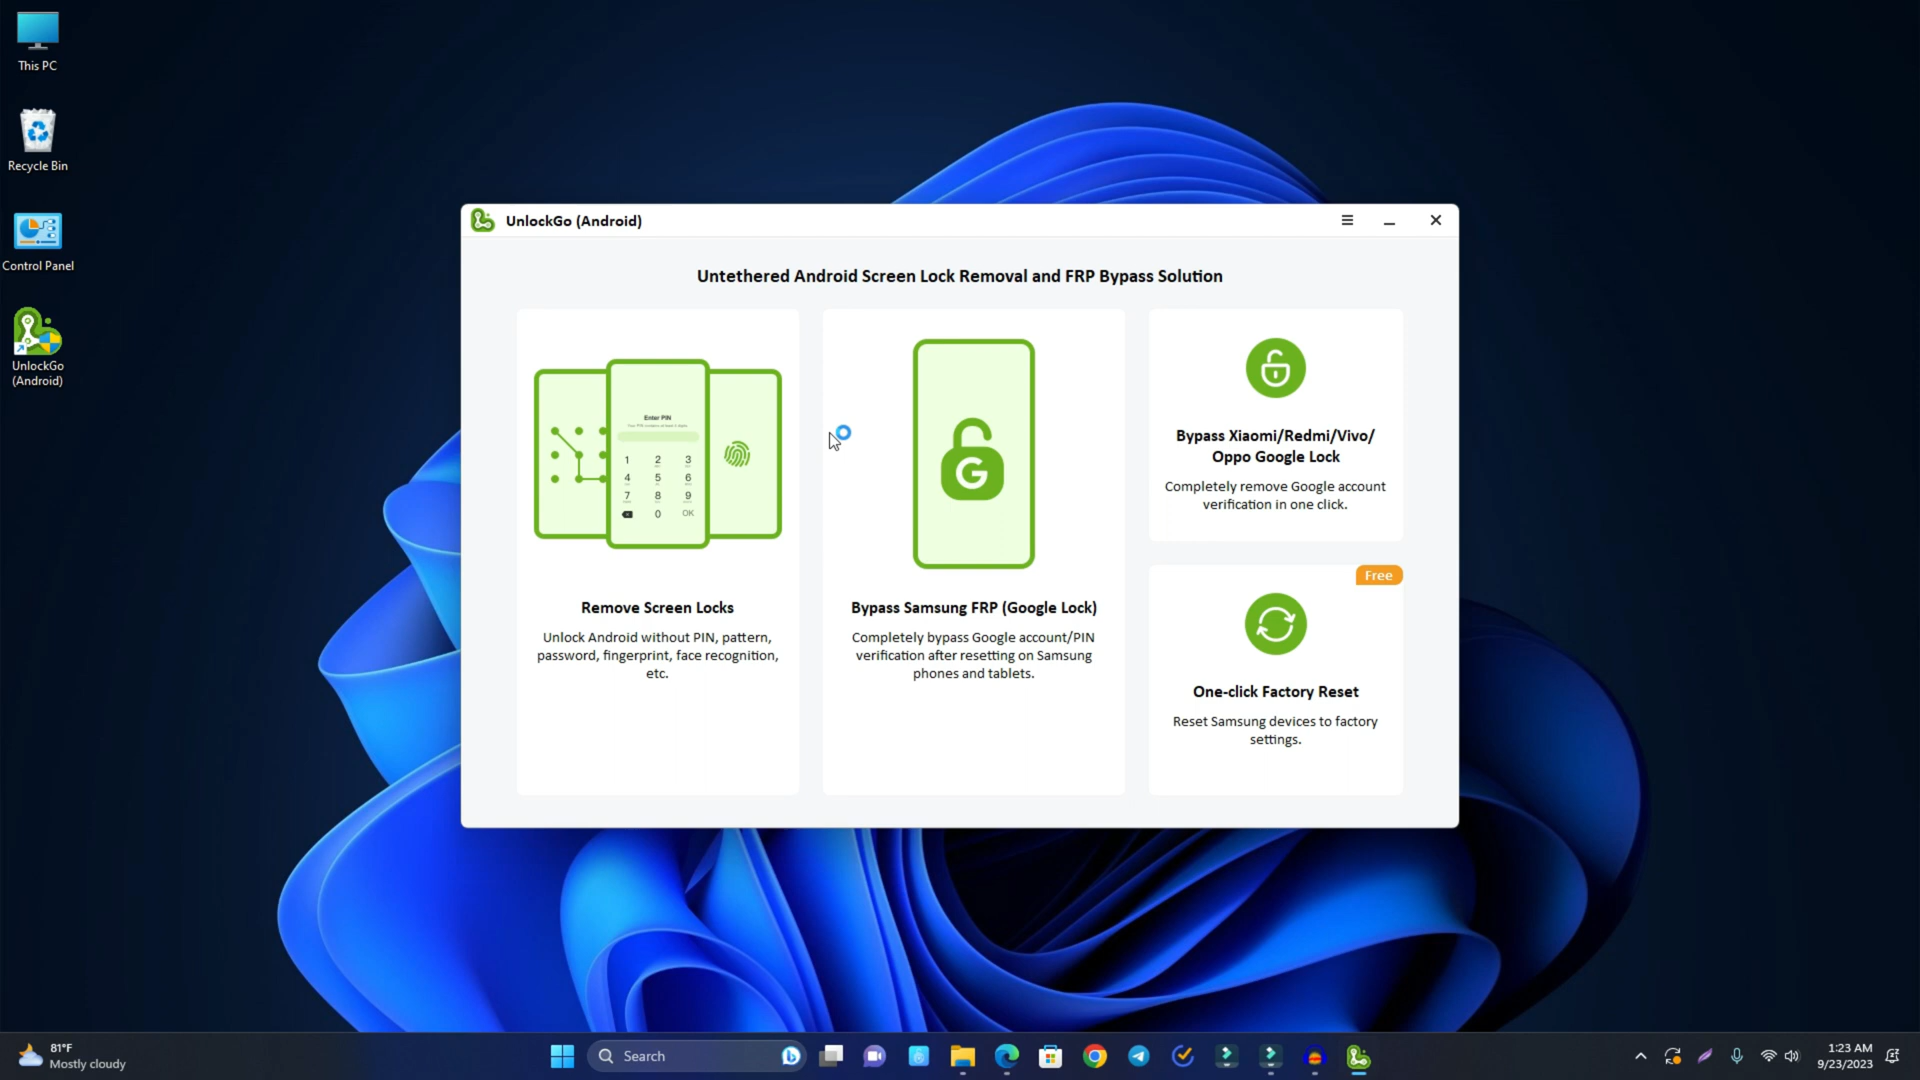 This PC
Recycle Bin
Control Panel
UnlockGo
(Android)
UnlockGo (Android)
Untethered Android Screen Lock Removal and FRP Bypass Solution
Enter PIN
1 2 3
4 5 6
7 8 9
0 OK
Remove Screen Locks
Unlock Android without PIN, pattern,
password, fingerprint, face recognition,
etc.
G
Bypass Samsung FRP (Google Lock)
Completely bypass Google account/PIN
verification after resetting on Samsung
phones and tablets.
Bypass Xiaomi/Redmi/Vivo/
Oppo Google Lock
Completely remove Google account
verification in one click.
Free
One-click Factory Reset
Reset Samsung devices to factory
settings.
81°F
Mostly cloudy
Search
1:23 AM
9/23/2023